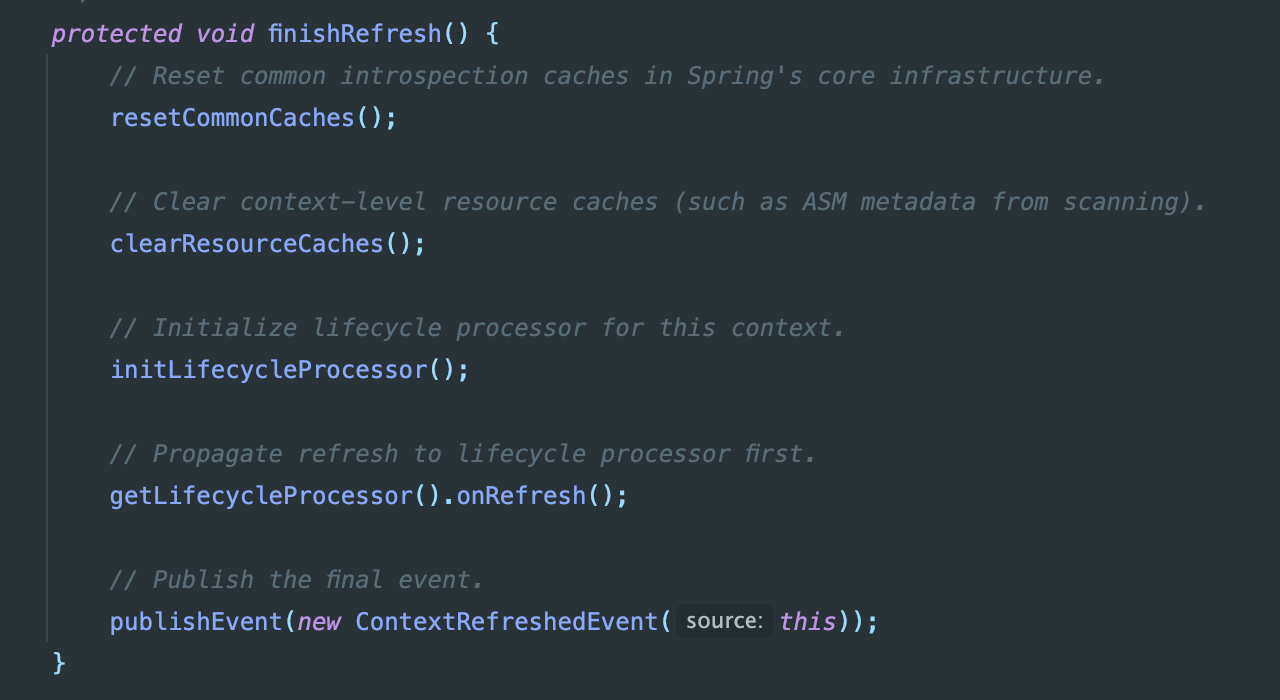 protected void finishRefresh() {
// Reset common introspection caches in Spring's core infrastructure.
resetCommonCaches();
// Clear context-level resource caches (such as ASM metadata from scanning).
clearResourceCaches();
// Initialize lifecycle processor for this context.
initLifecycleProcessor();
// Propagate refresh to lifecycle processor first.
getLifecycleProcessor().onRefresh();
// Publish the final event.
publishEvent(new ContextRefreshedEvent( source: this));
}